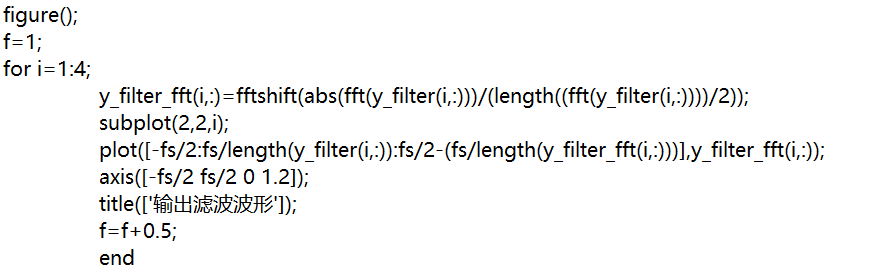 figure();
f=1;
for i=1:4;
y_filter_fft(i,:)=fftshift(abs(fft(y_filter(i,:)))/(length((fft(y_filter(i,:))))/2));
subplot(2,2,i);
plot([-fs/2:fs/length(y_filter(i,:)):fs/2-(fs/length(y_filter_fft(i,:)))],y_filter_fft(i,:));
axis([-fs/2 fs/2 0 1.2]);
title(['输出滤波波形']);
f=f+0.5;
end